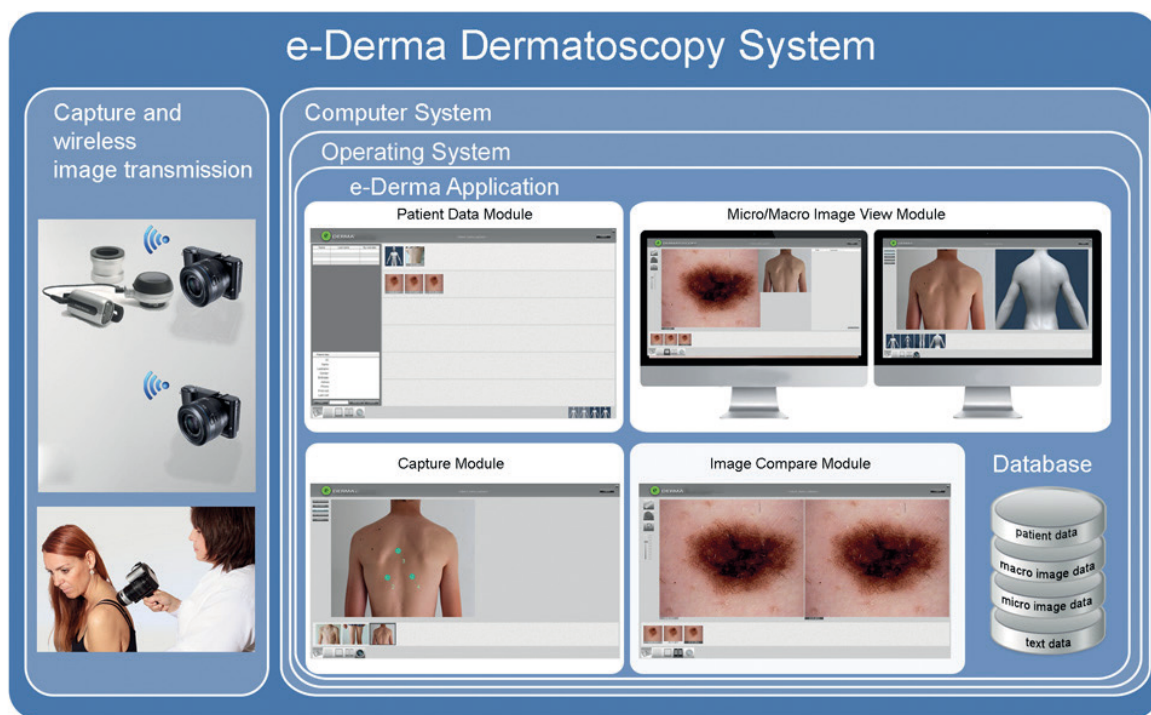 e-Derma Dermatoscopy System
Capture and
wireless
image transmission
Computer System
Operating System
e-Derma Application
Patient Data Module
Micro/Macro Image View Module
Capture Module
Image Compare Module
Database
patient data
macro image data
micro image data
text data